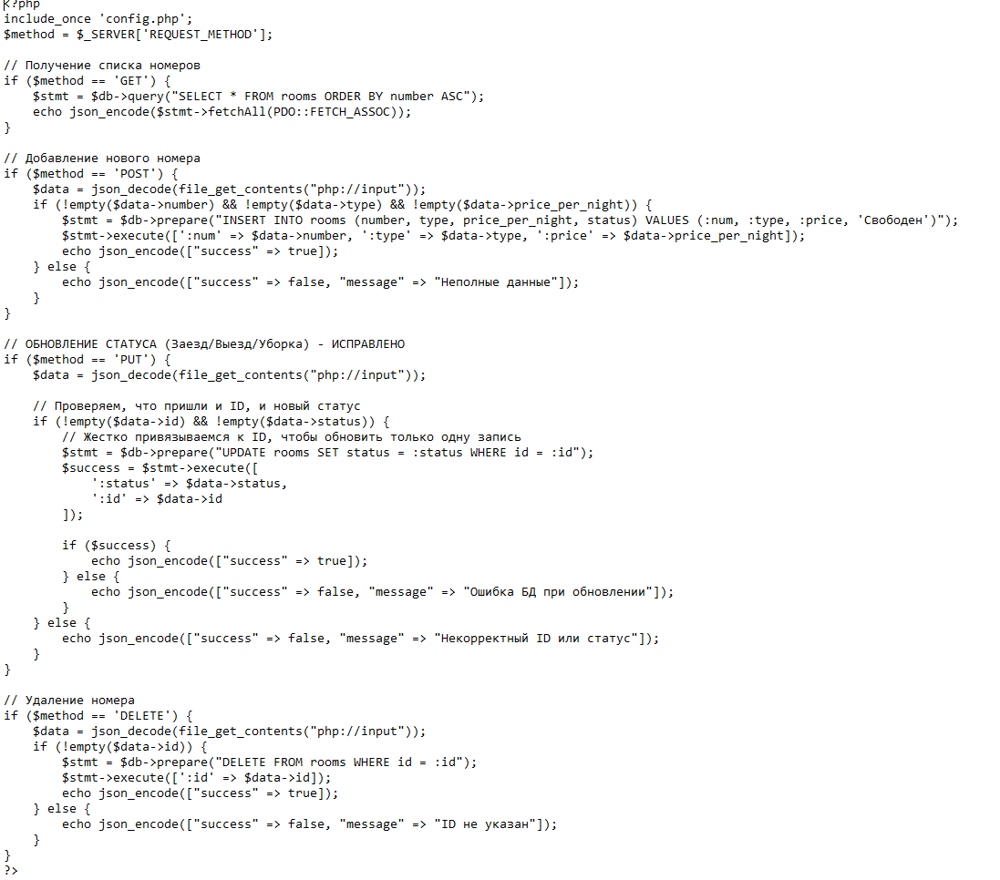 <?php
include_once 'config.php';
$method = $_SERVER['REQUEST_METHOD'];

// Получение списка номеров
if ($method == 'GET') {
    $stmt = $db->query("SELECT * FROM rooms ORDER BY number ASC");
    echo json_encode($stmt->fetchAll(PDO::FETCH_ASSOC));
}

// Добавление нового номера
if ($method == 'POST') {
    $data = json_decode(file_get_contents("php://input"));
    if (!empty($data->number) && !empty($data->type) && !empty($data->price_per_night)) {
        $stmt = $db->prepare("INSERT INTO rooms (number, type, price_per_night, status) VALUES (:num, :type, :price, 'Свободен')");
        $stmt->execute([':num' => $data->number, ':type' => $data->type, ':price' => $data->price_per_night]);
        echo json_encode(["success" => true]);
    } else {
        echo json_encode(["success" => false, "message" => "Неполные данные"]);
    }
}

// ОБНОВЛЕНИЕ СТАТУСА (Заезд/Выезд/Уборка) - ИСПРАВЛЕНО
if ($method == 'PUT') {
    $data = json_decode(file_get_contents("php://input"));

    // Проверяем, что пришли и ID, и новый статус
    if (!empty($data->id) && !empty($data->status)) {
        // Жестко привязываемся к ID, чтобы обновить только одну запись
        $stmt = $db->prepare("UPDATE rooms SET status = :status WHERE id = :id");
        $success = $stmt->execute([
            ':status' => $data->status,
            ':id' => $data->id
        ]);

        if ($success) {
            echo json_encode(["success" => true]);
        } else {
            echo json_encode(["success" => false, "message" => "Ошибка БД при обновлении"]);
        }
    } else {
        echo json_encode(["success" => false, "message" => "Некорректный ID или статус"]);
    }
}

// Удаление номера
if ($method == 'DELETE') {
    $data = json_decode(file_get_contents("php://input"));
    if (!empty($data->id)) {
        $stmt = $db->prepare("DELETE FROM rooms WHERE id = :id");
        $stmt->execute([':id' => $data->id]);
        echo json_encode(["success" => true]);
    } else {
        echo json_encode(["success" => false, "message" => "ID не указан"]);
    }
}
?>